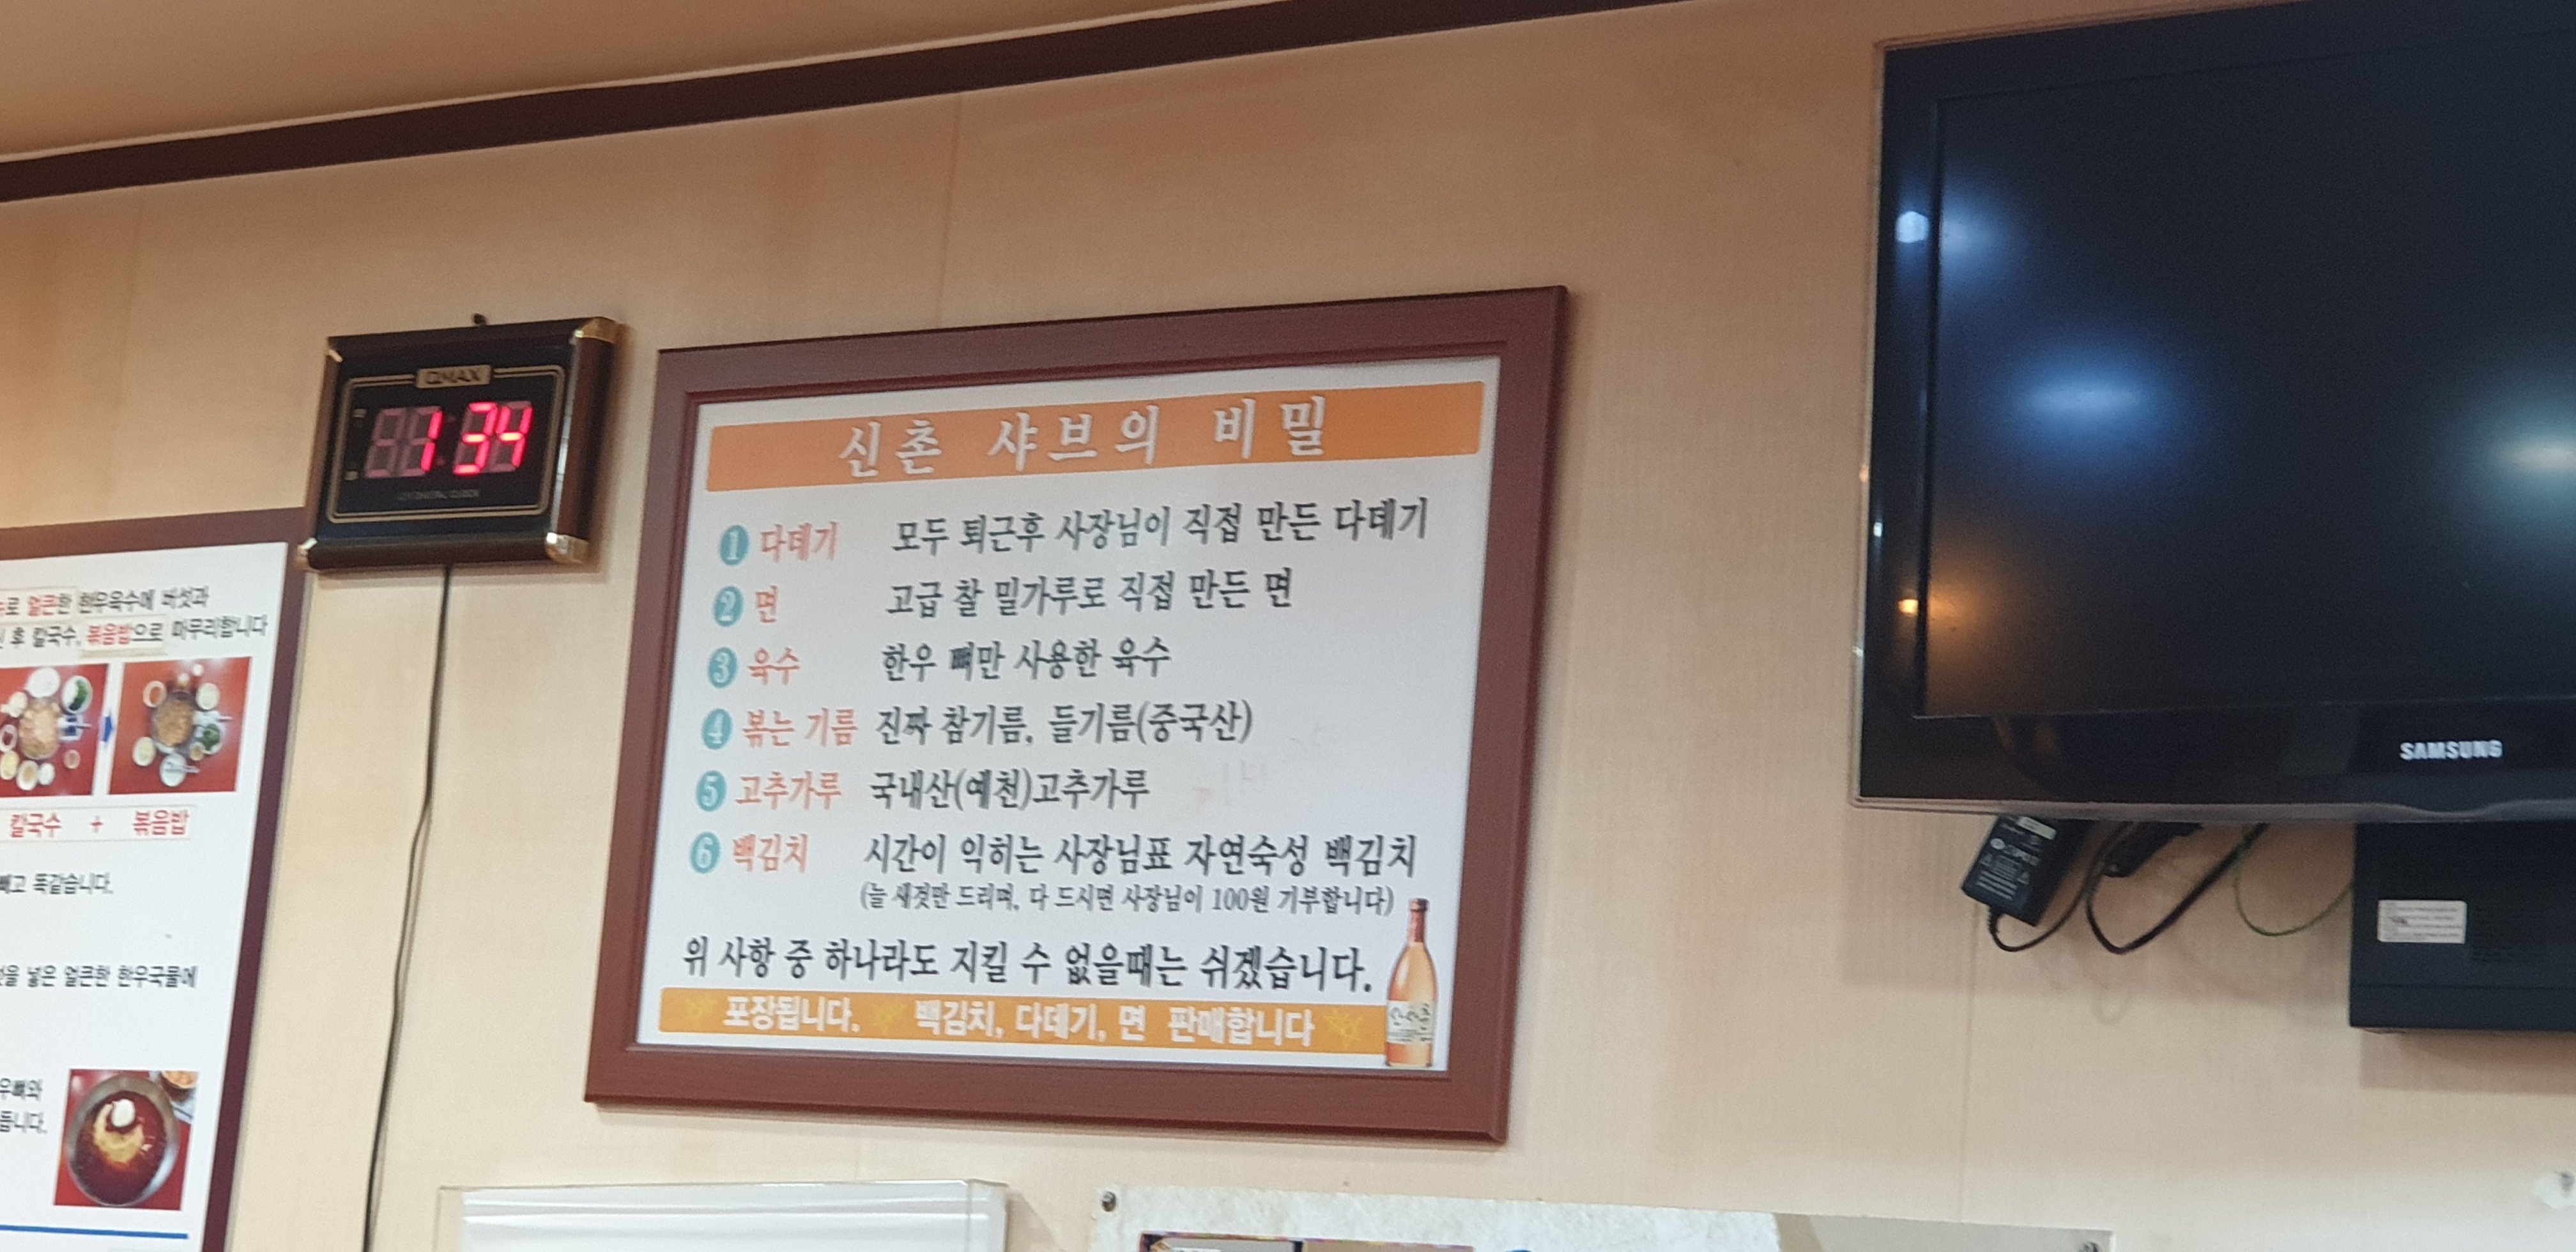 QMAX
1 34
신촌 샤브의 비밀
1 다데기 모두 퇴근후 사장님이 직접 만든 다데기
2 면 고급 찰 밀가루로 직접 만든 면
3 육수 한우 뼈만 사용한 육수
4 볶는 기름 진짜 참기름, 들기름(중국산)
5 고추가루 국내산(예천)고추가루
6 백김치 시간이 익히는 사장님표 자연숙성 백김치
(늘 새것만 드리며, 다 드시면 사장님이 100원 기부합니다)
위 사항 중 하나라도 지킬 수 없을때는 쉬겠습니다.
포장됩니다. 백김치, 다데기, 면 판매합니다
로 얼큰한 한우육수에 버섯과
후 칼국수, 볶음밥으로 마무리합니다
칼국수 + 볶음밥
빼고 똑같습니다.
을 넣은 얼큰한 한우국물에
우뼈와
듭니다.
SAMSUNG